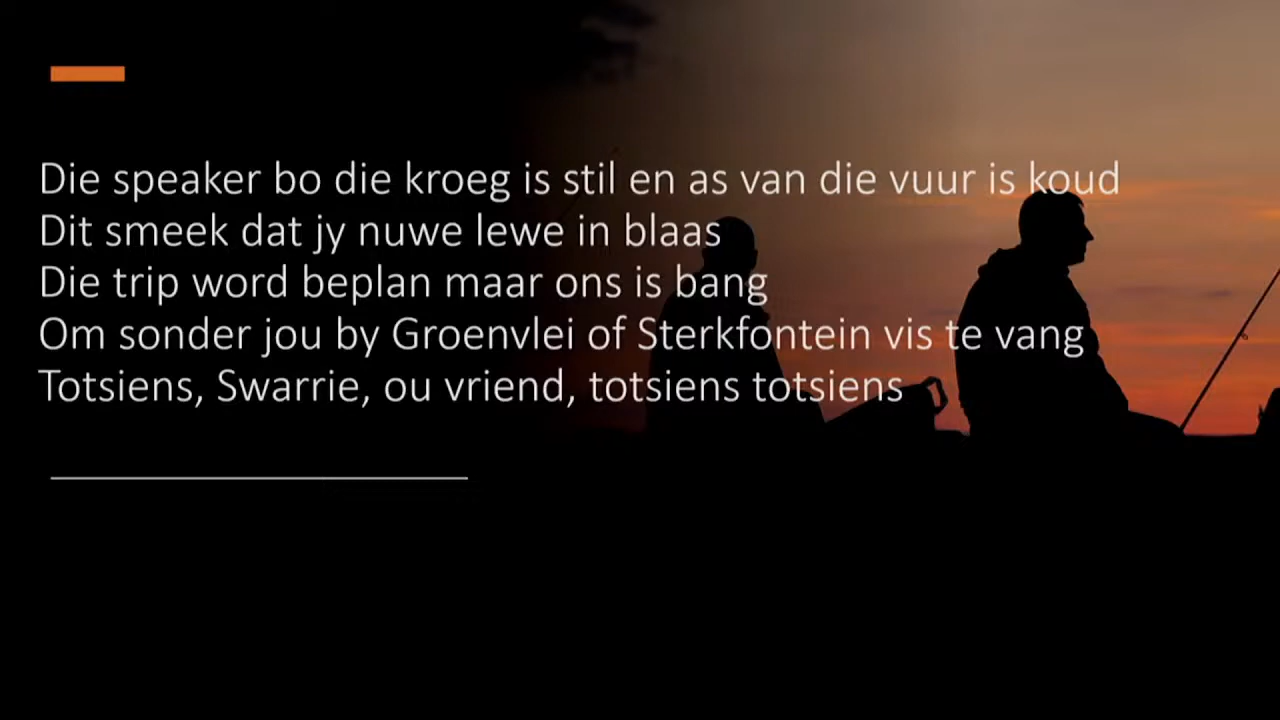 Die speaker bo die kroeg is stil en as van die vuur is koud
Dit smeek dat jy nuwe lewe in blaas
Die trip word beplan maar ons is bang
Om sonder jou by Groenvlei of Sterkfontein vis te vang
Totsiens, Swarrie, ou vriend, totsiens totsiens